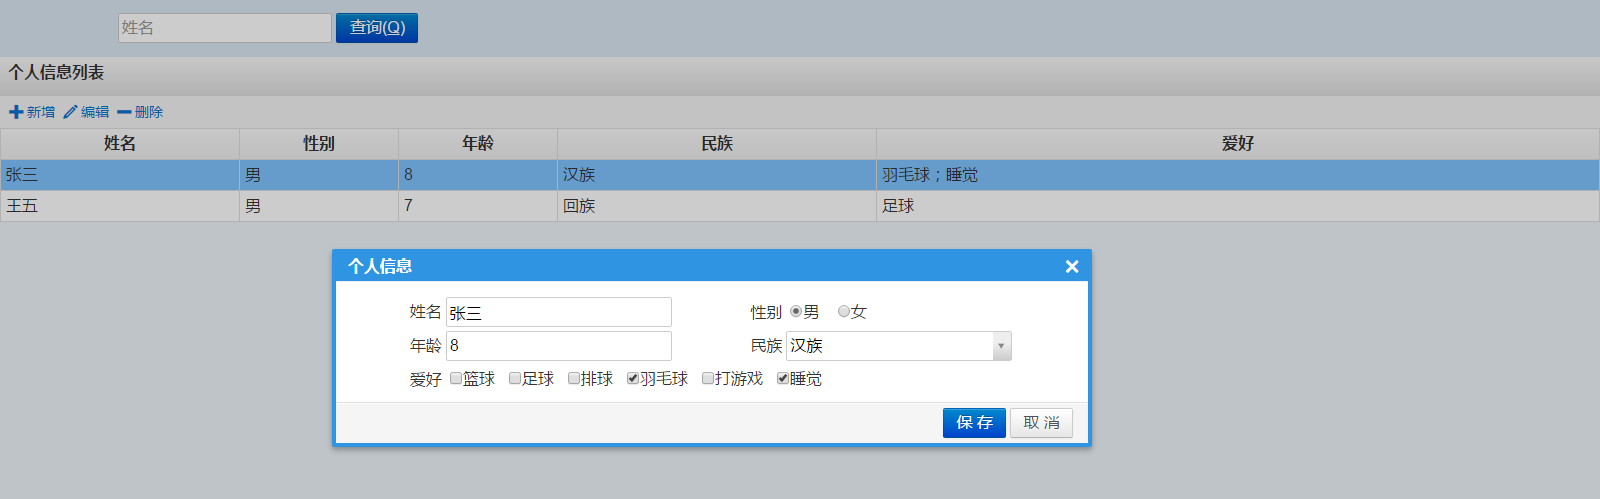 姓名 查询(Q)
个人信息列表
新增 编辑 删除
姓名 性别 年龄 民族 爱好
张三 男 8 汉族 羽毛球；睡觉
王五 男 7 回族 足球
个人信息 ×
姓名 张三 性别 男 女
年龄 8 民族 汉族
爱好 篮球 足球 排球 羽毛球 打游戏 睡觉
保 存 取 消